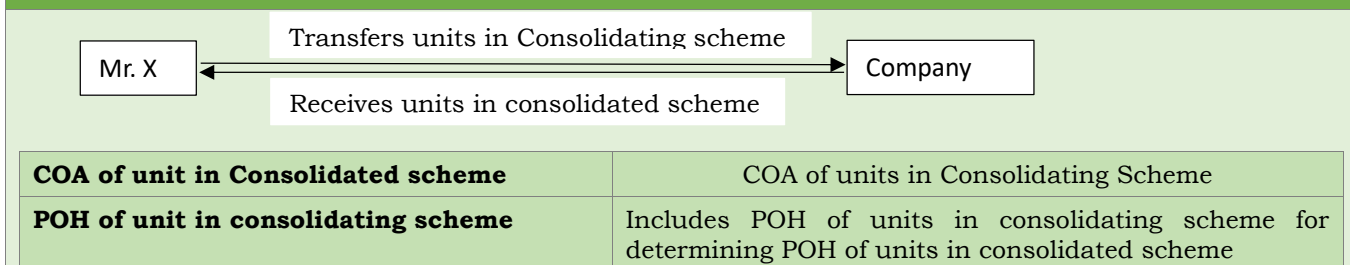 Transfers units in Consolidating scheme
Mr. X
Company
Receives units in consolidated scheme
COA of unit in Consolidated scheme
COA of units in Consolidating Scheme
POH of unit in consolidating scheme
Includes POH of units in consolidating scheme for
determining POH of units in consolidated scheme